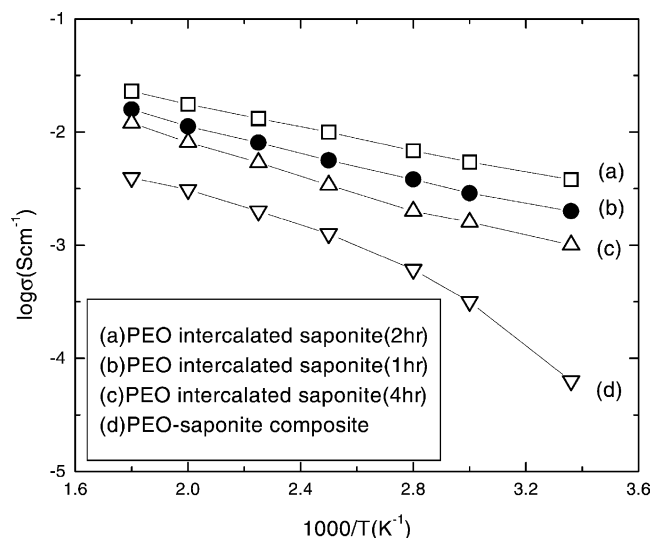 -1
-2
-3
-4
-5
logσ(Scm⁻¹)
(a)
(b)
(c)
(d)
(a)PEO intercalated saponite(2hr)
(b)PEO intercalated saponite(1hr)
(c)PEO intercalated saponite(4hr)
(d)PEO-saponite composite
1.6 2.0 2.4 2.8 3.2 3.6
1000/T(K⁻¹)